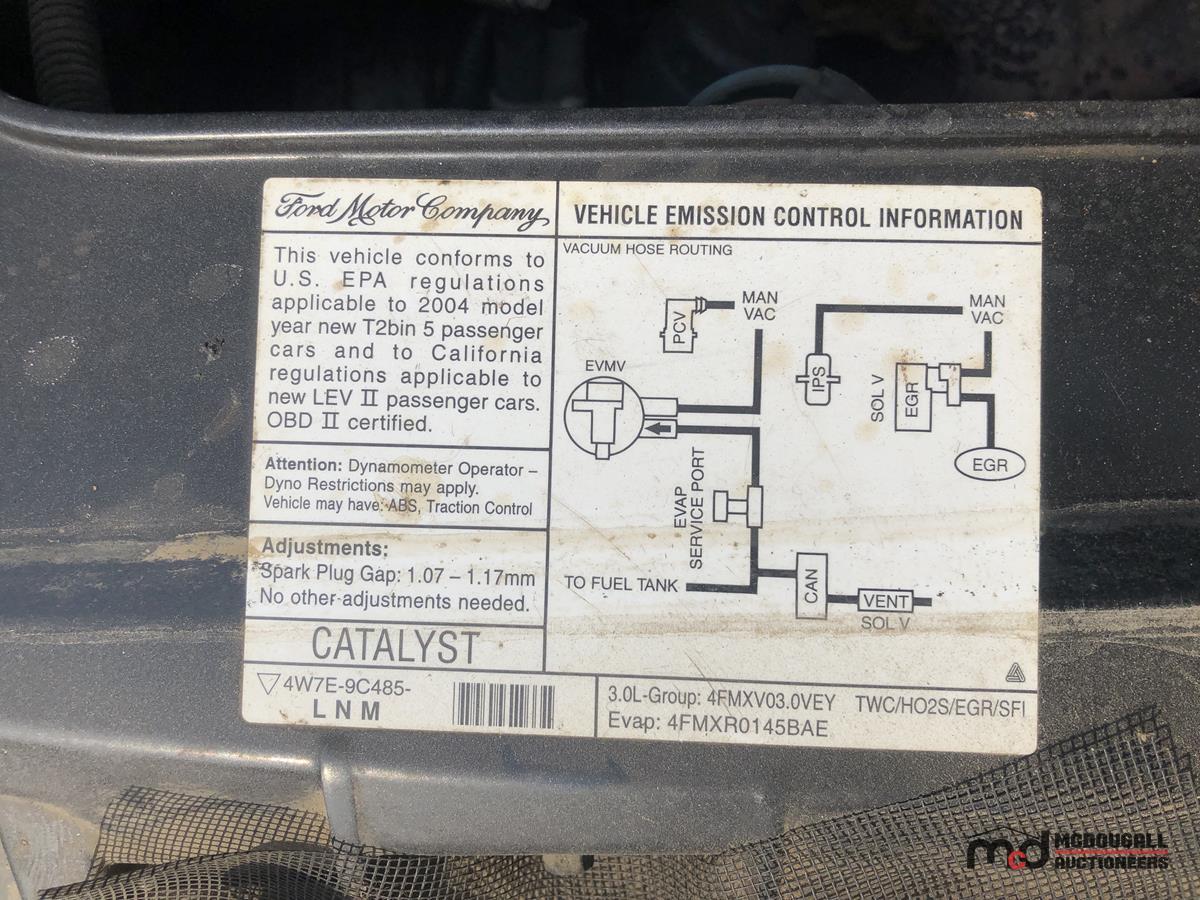 Ford Motor Company
VEHICLE EMISSION CONTROL INFORMATION
This vehicle conforms to
U.S. EPA regulations
applicable to 2004 model
year new T2bin 5 passenger
cars and to California
regulations applicable to
new LEV II passenger cars.
OBD II certified.
Attention: Dynamometer Operator –
Dyno Restrictions may apply.
Vehicle may have: ABS, Traction Control
Adjustments:
Spark Plug Gap: 1.07 – 1.17mm
No other adjustments needed.
CATALYST
4W7E-9C485-
L N M
VACUUM HOSE ROUTING
PCV
MAN
VAC
EVMV
IPS
MAN
VAC
SOL V
EGR
EGR
EVAP
SERVICE PORT
TO FUEL TANK
CAN
VENT
SOL V
3.0L-Group: 4FMXV03.0VEY TWC/HO2S/EGR/SFI
Evap: 4FMXR0145BAE
mcd MCDOUGALL
AUCTIONEERS